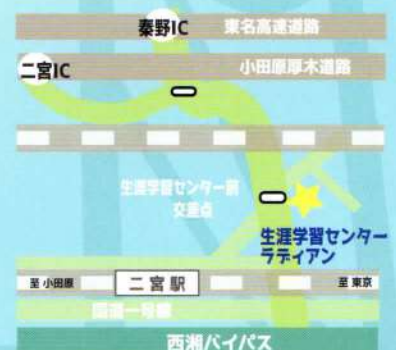 秦野IC
東名高速道路
二宮IC
小田原厚木道路
生涯学習センター前
交差点
生涯学習センター
ラディアン
至 小田原
二宮駅
至 東京
国道一号線
西湘バイパス